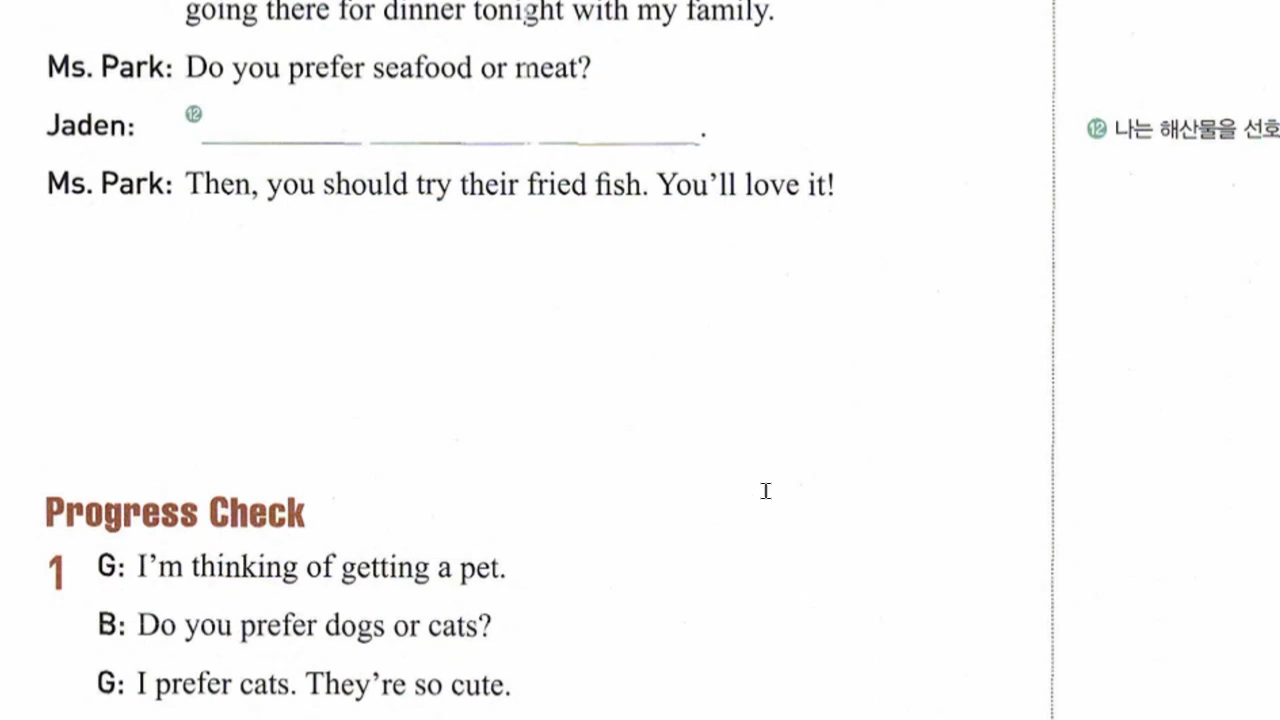 going there for dinner tonight with my family.
Ms. Park: Do you prefer seafood or meat?
Jaden: ⑫ ____ ____ ____.
⑫ 나는 해산물을 선호
Ms. Park: Then, you should try their fried fish. You'll love it!
Progress Check
1 G: I'm thinking of getting a pet.
B: Do you prefer dogs or cats?
G: I prefer cats. They're so cute.